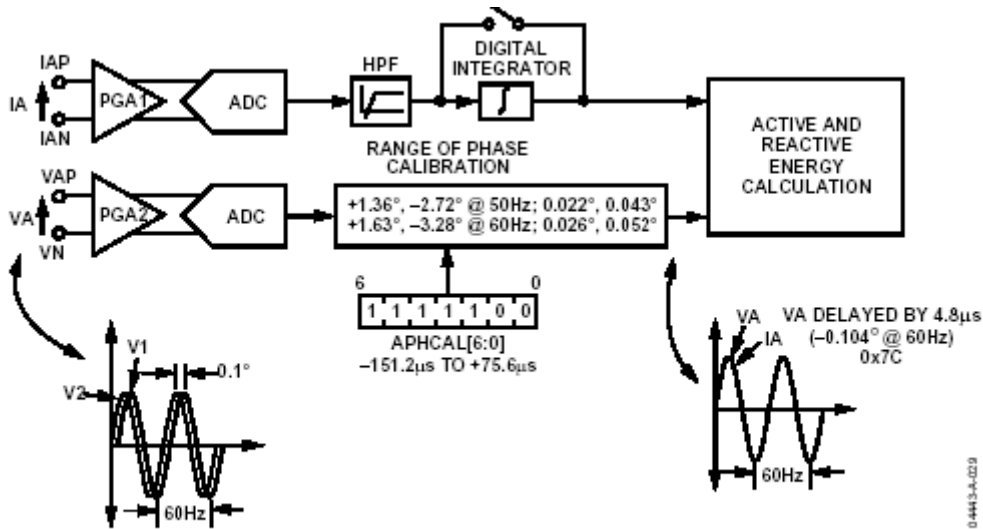 IAP
IA
IAN
PGA1
ADC
HPF
DIGITAL
INTEGRATOR
∫
VAP
VA
VN
PGA2
ADC
RANGE OF PHASE
CALIBRATION
+1.36°, –2.72° @ 50Hz; 0.022°, 0.043°
+1.63°, –3.28° @ 60Hz; 0.026°, 0.052°
ACTIVE AND
REACTIVE
ENERGY
CALCULATION
6 0
1 1 1 1 1 0 0
APHCAL[6:0]
–151.2µs TO +75.6µs
V1
V2
0.1°
60Hz
VA
IA
VA DELAYED BY 4.8µs
(–0.104° @ 60Hz)
0x7C
60Hz
04443-A-029